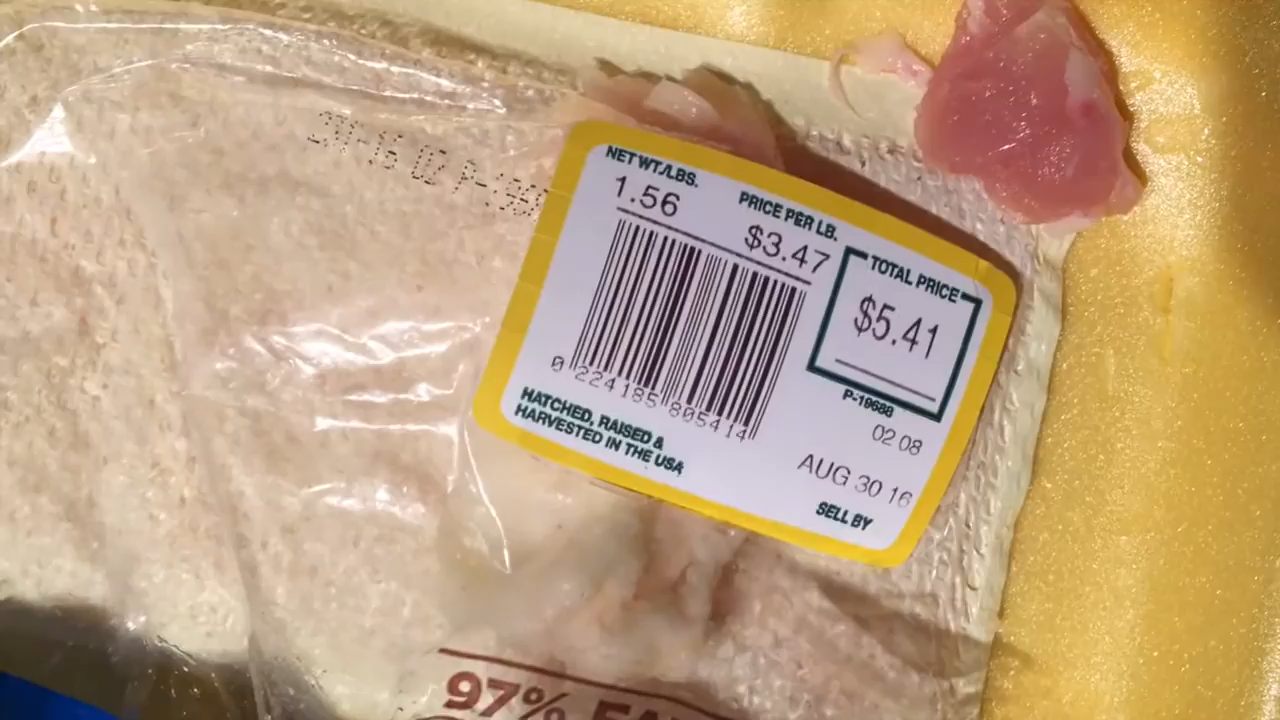 NET WT./LBS.
1.56
PRICE PER LB.
$3.47
TOTAL PRICE
$5.41
0 224185 805414
P-19688
02 08
HATCHED, RAISED &
HARVESTED IN THE USA
AUG 30 16
SELL BY
97%